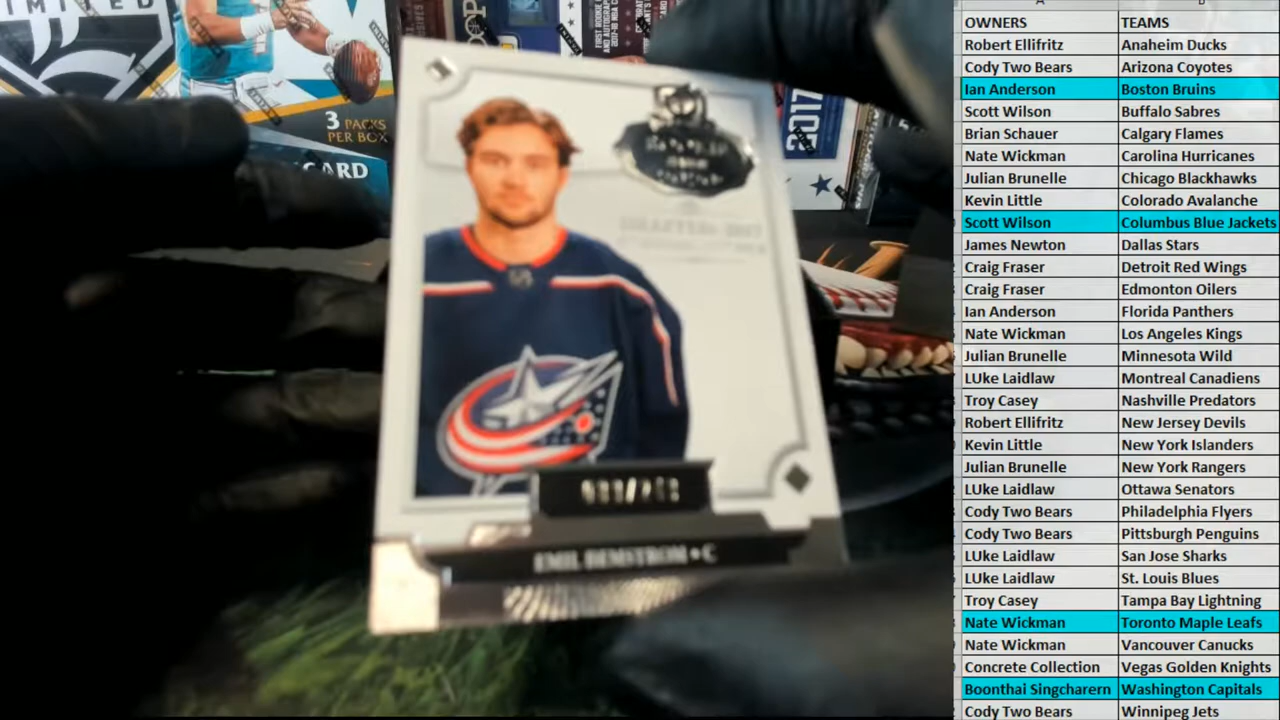 LIMITED
3 PACKS
PER BOX
CARD
2017
EMIL BEMSTROM • C
OWNERS TEAMS
Robert Ellifritz Anaheim Ducks
Cody Two Bears Arizona Coyotes
Ian Anderson Boston Bruins
Scott Wilson Buffalo Sabres
Brian Schauer Calgary Flames
Nate Wickman Carolina Hurricanes
Julian Brunelle Chicago Blackhawks
Kevin Little Colorado Avalanche
Scott Wilson Columbus Blue Jackets
James Newton Dallas Stars
Craig Fraser Detroit Red Wings
Craig Fraser Edmonton Oilers
Ian Anderson Florida Panthers
Nate Wickman Los Angeles Kings
Julian Brunelle Minnesota Wild
LUke Laidlaw Montreal Canadiens
Troy Casey Nashville Predators
Robert Ellifritz New Jersey Devils
Kevin Little New York Islanders
Julian Brunelle New York Rangers
LUke Laidlaw Ottawa Senators
Cody Two Bears Philadelphia Flyers
Cody Two Bears Pittsburgh Penguins
LUke Laidlaw San Jose Sharks
LUke Laidlaw St. Louis Blues
Troy Casey Tampa Bay Lightning
Nate Wickman Toronto Maple Leafs
Nate Wickman Vancouver Canucks
Concrete Collection Vegas Golden Knights
Boonthai Singcharern Washington Capitals
Cody Two Bears Winnipeg Jets